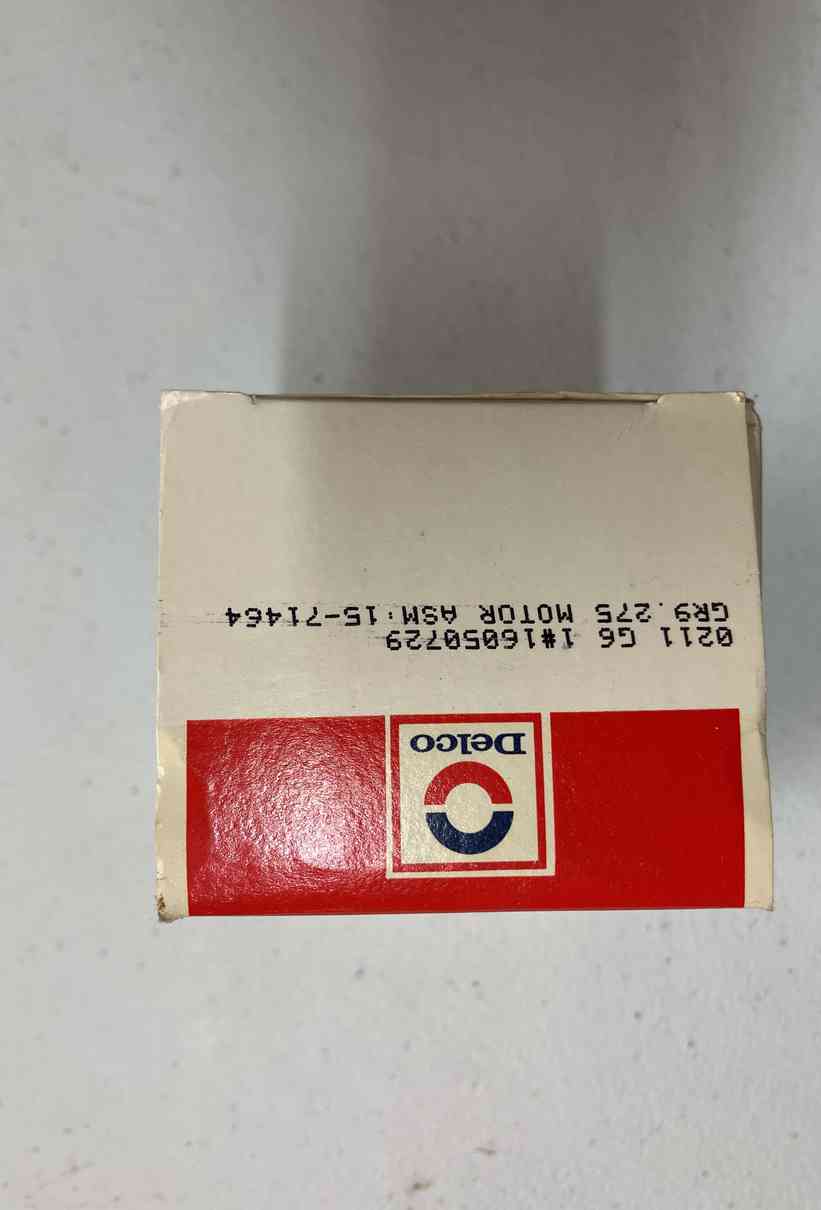 Delco
0211 G6 1#16050729
GR9.275 MOTOR ASM:15-71464